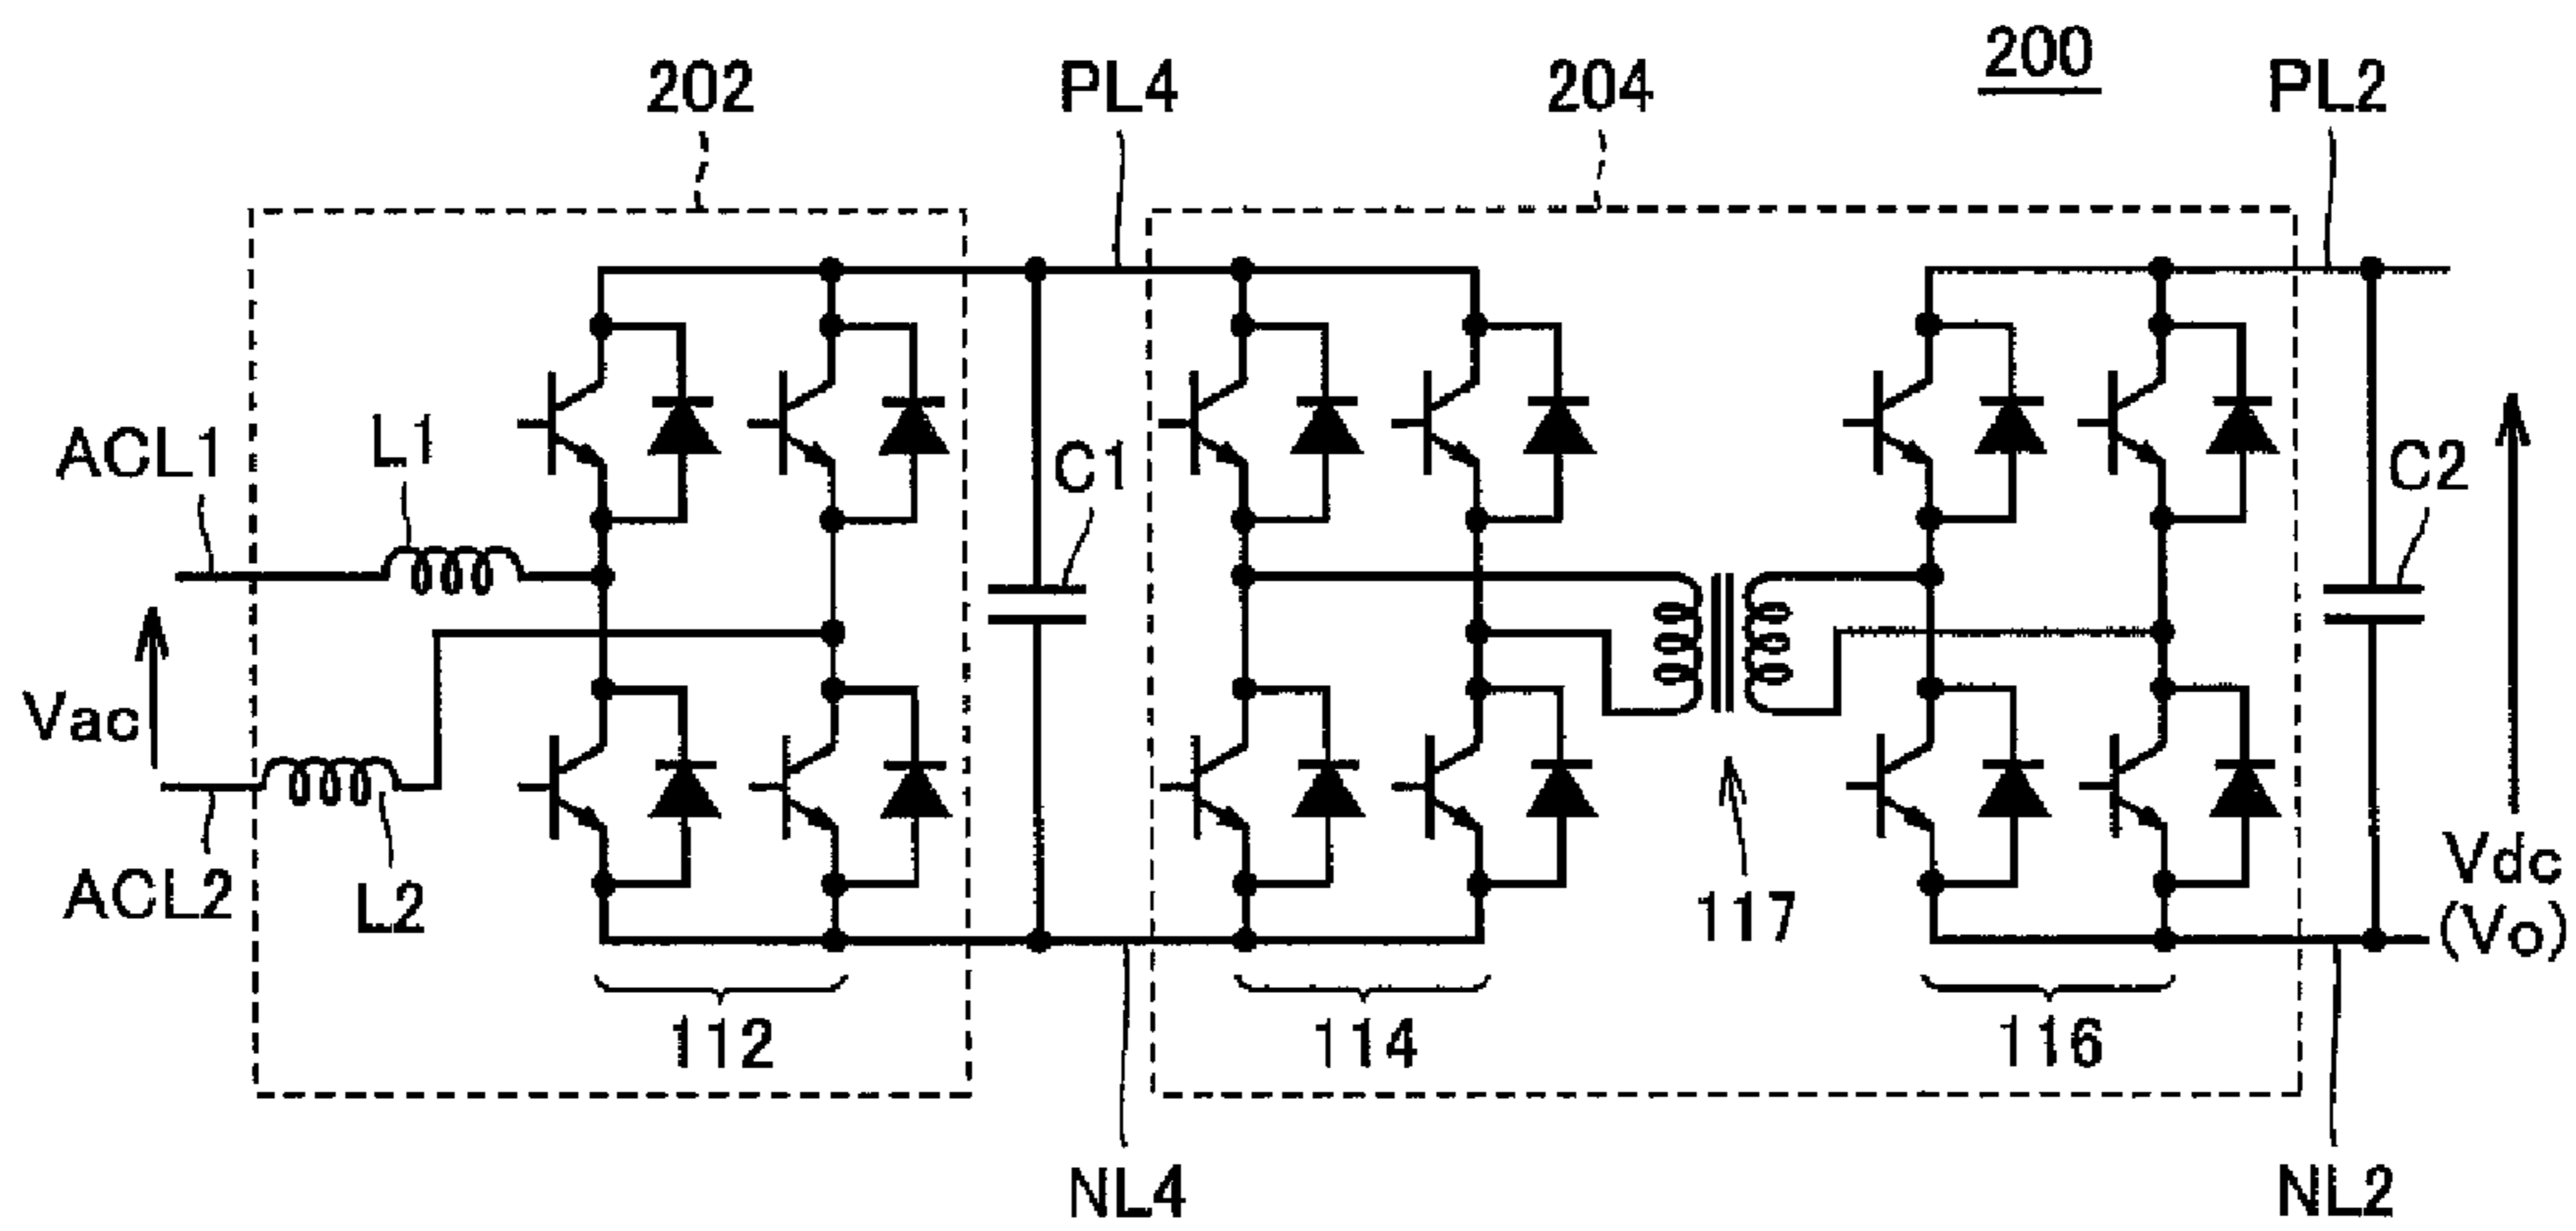 200
202
PL4
204
PL2
ACL1
L1
C1
C2
Vac
ACL2
L2
117
Vdc
(Vo)
112
114
116
NL4
NL2